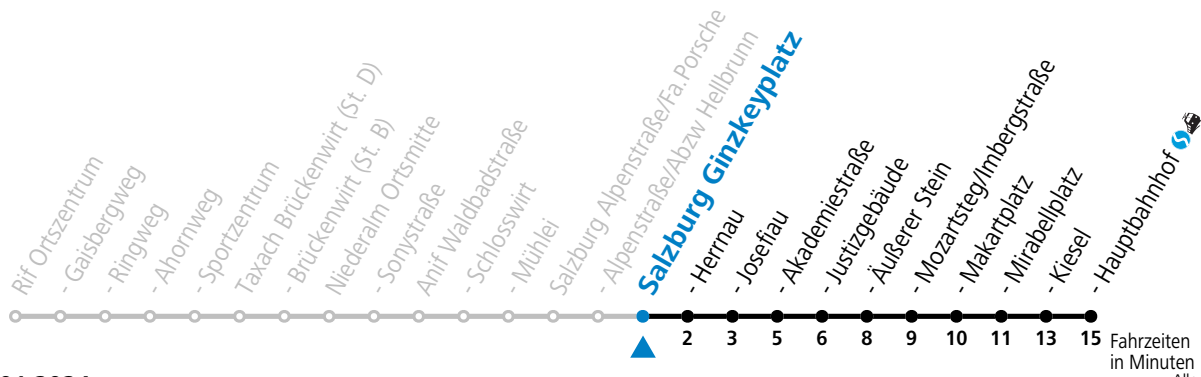 Rif Ortszentrum
- Gaisbergweg
- Ringweg
- Ahornweg
- Sportzentrum
Taxach Brückenwirt (St. D)
- Brückenwirt (St. B)
Niederalm Ortsmitte
- Sonystraße
Anif Waldbadstraße
- Schlosswirt
- Mühlei
Salzburg Alpenstraße/Fa.Porsche
- Alpenstraße/Abzw Hellbrunn
Salzburg Ginzkeyplatz
- Herrnau
- Josefiau
- Akademiestraße
- Justizgebäude
- Äußerer Stein
- Mozartsteg/Imbergstraße
- Makartplatz
- Mirabellplatz
- Kiesel
- Hauptbahnhof
2 3 5 6 8 9 10 11 13 15 Fahrzeiten
in Minuten